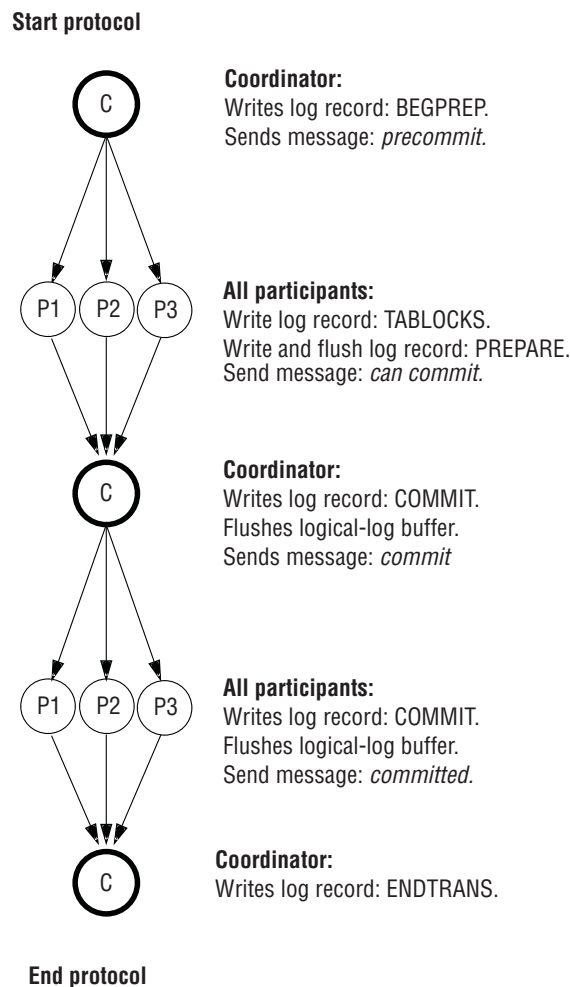 Start protocol
C
Coordinator:
Writes log record: BEGPREP.
Sends message: precommit.
P1 P2 P3
All participants:
Write log record: TABLOCKS.
Write and flush log record: PREPARE.
Send message: can commit.
C
Coordinator:
Writes log record: COMMIT.
Flushes logical-log buffer.
Sends message: commit
P1 P2 P3
All participants:
Writes log record: COMMIT.
Flushes logical-log buffer.
Send message: committed.
C
Coordinator:
Writes log record: ENDTRANS.
End protocol